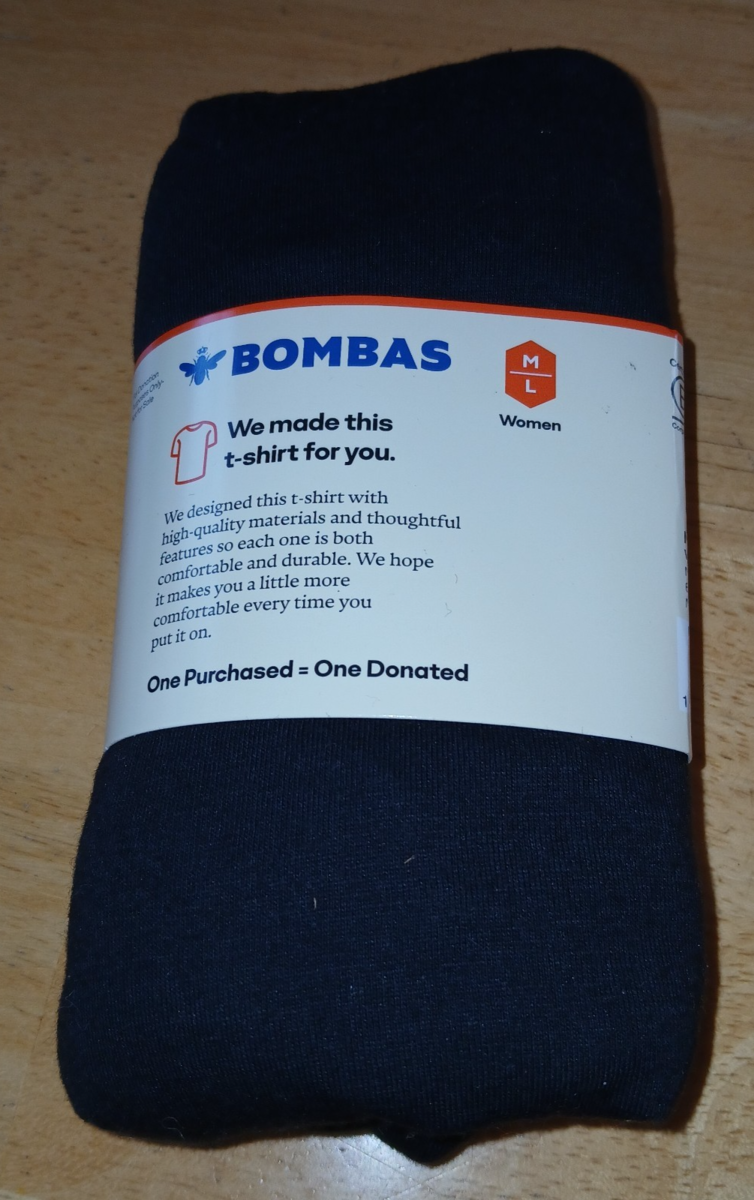 BOMBAS
M
L
Women
We made this
t-shirt for you.
We designed this t-shirt with
high-quality materials and thoughtful
features so each one is both
comfortable and durable. We hope
it makes you a little more
comfortable every time you
put it on.
One Purchased = One Donated